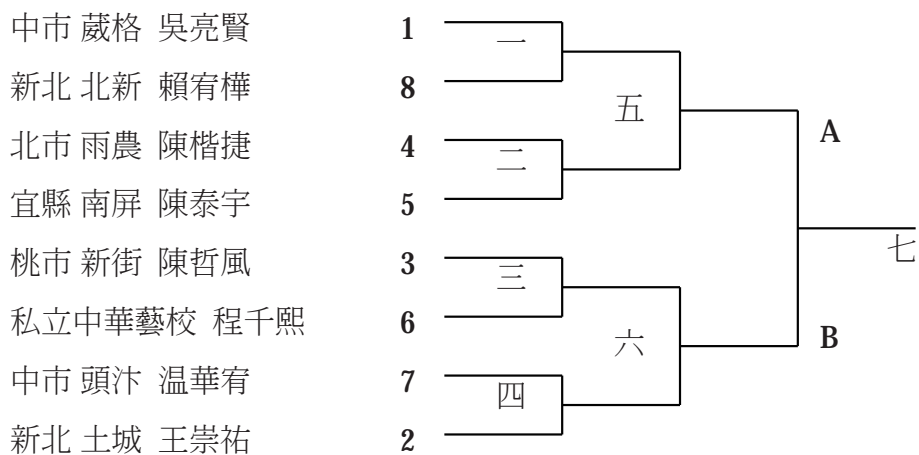 中市 葳格 吳亮賢 1
一
新北 北新 賴宥樺 8
五
A
北市 雨農 陳楷捷 4
二
宜縣 南屏 陳泰宇 5
七
桃市 新街 陳哲風 3
三
私立中華藝校 程千熙 6
六
B
中市 頭汴 温華宥 7
四
新北 土城 王崇祐 2